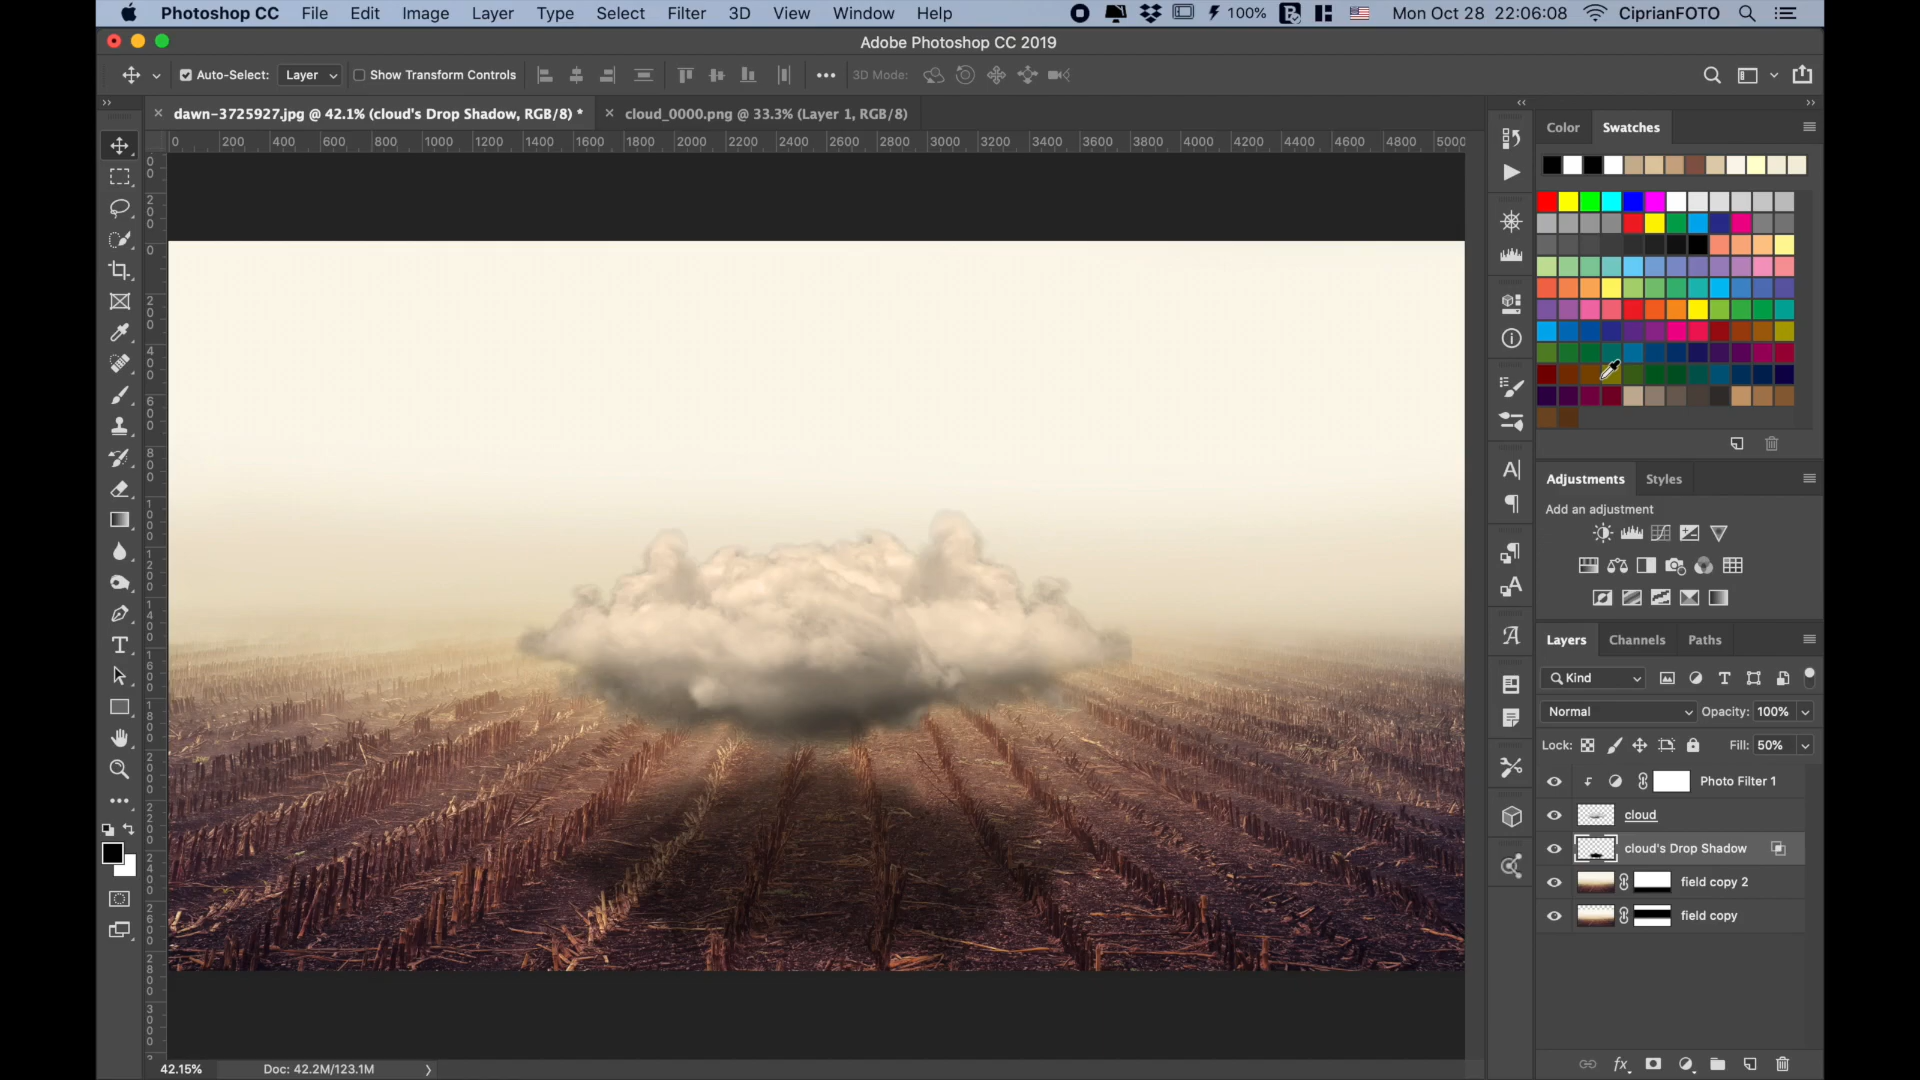 Photoshop CC File Edit Image Layer Type Select Filter 3D View Window Help 100% Mon Oct 28 22:06:08 CiprianFOTO
Adobe Photoshop CC 2019
Auto-Select: Layer Show Transform Controls 3D Mode:
dawn-3725927.jpg @ 42.1% (cloud's Drop Shadow, RGB/8) * cloud_0000.png @ 33.3% (Layer 1, RGB/8)
0 200 400 600 800 1000 1200 1400 1600 1800 2000 2200 2400 2600 2800 3000 3200 3400 3600 3800 4000 4200 4400 4600 4800 5000
Color Swatches
Adjustments Styles
Add an adjustment
Layers Channels Paths
Kind
Normal Opacity: 100%
Lock: Fill: 50%
Photo Filter 1
cloud
cloud's Drop Shadow
field copy 2
field copy
42.15% Doc: 42.2M/123.1M